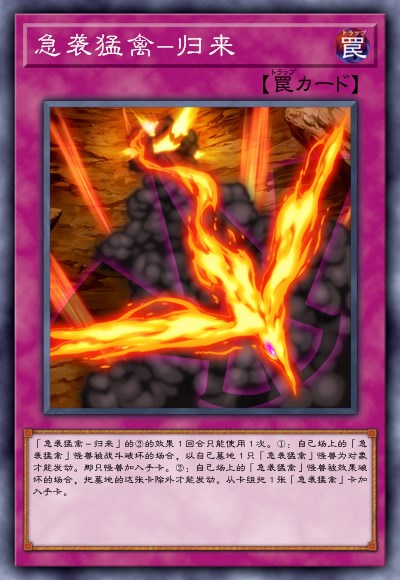 急袭猛禽-归来
罠
トラップ
【罠カード】
トラップ
「急袭猛禽-归来」的②的效果1回合只能使用1次。①：自己场上的「急
袭猛禽」怪兽被战斗破坏的场合，以自己墓地1只「急袭猛禽」怪兽为对象
才能发动。那只怪兽加入手卡。②：自己场上的「急袭猛禽」怪兽被效果破
坏的场合，把墓地的这张卡除外才能发动。从卡组把1张「急袭猛禽」卡加
入手卡。